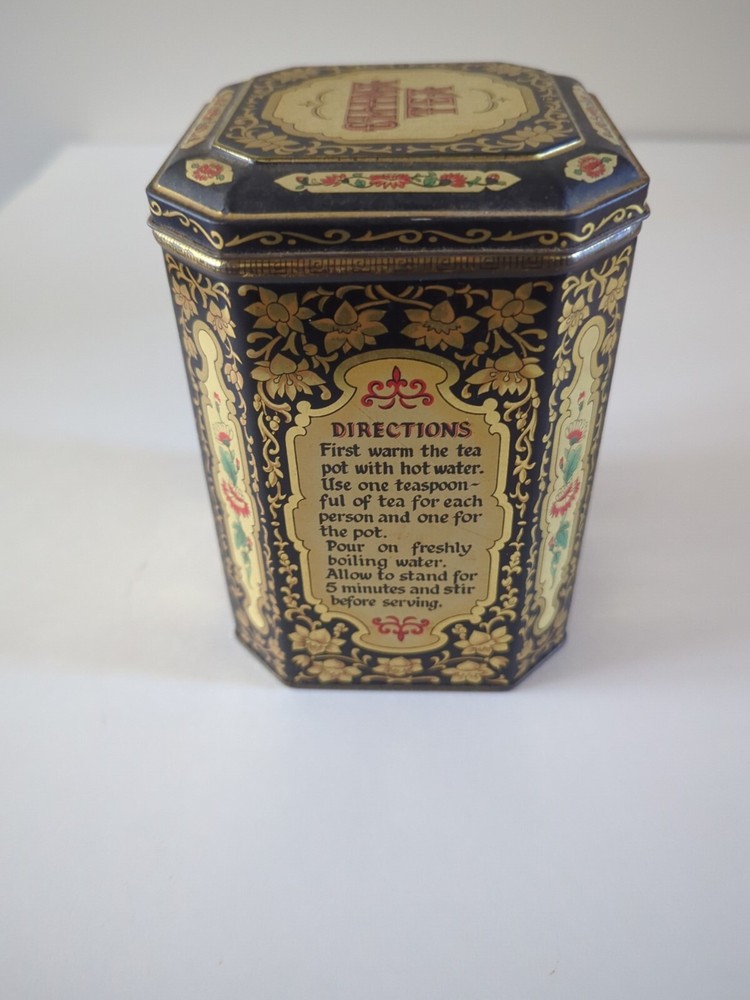 CHINA
TEA
DIRECTIONS
First warm the tea
pot with hot water.
Use one teaspoon-
ful of tea for each
person and one for
the pot.
Pour on freshly
boiling water.
Allow to stand for
5 minutes and stir
before serving.